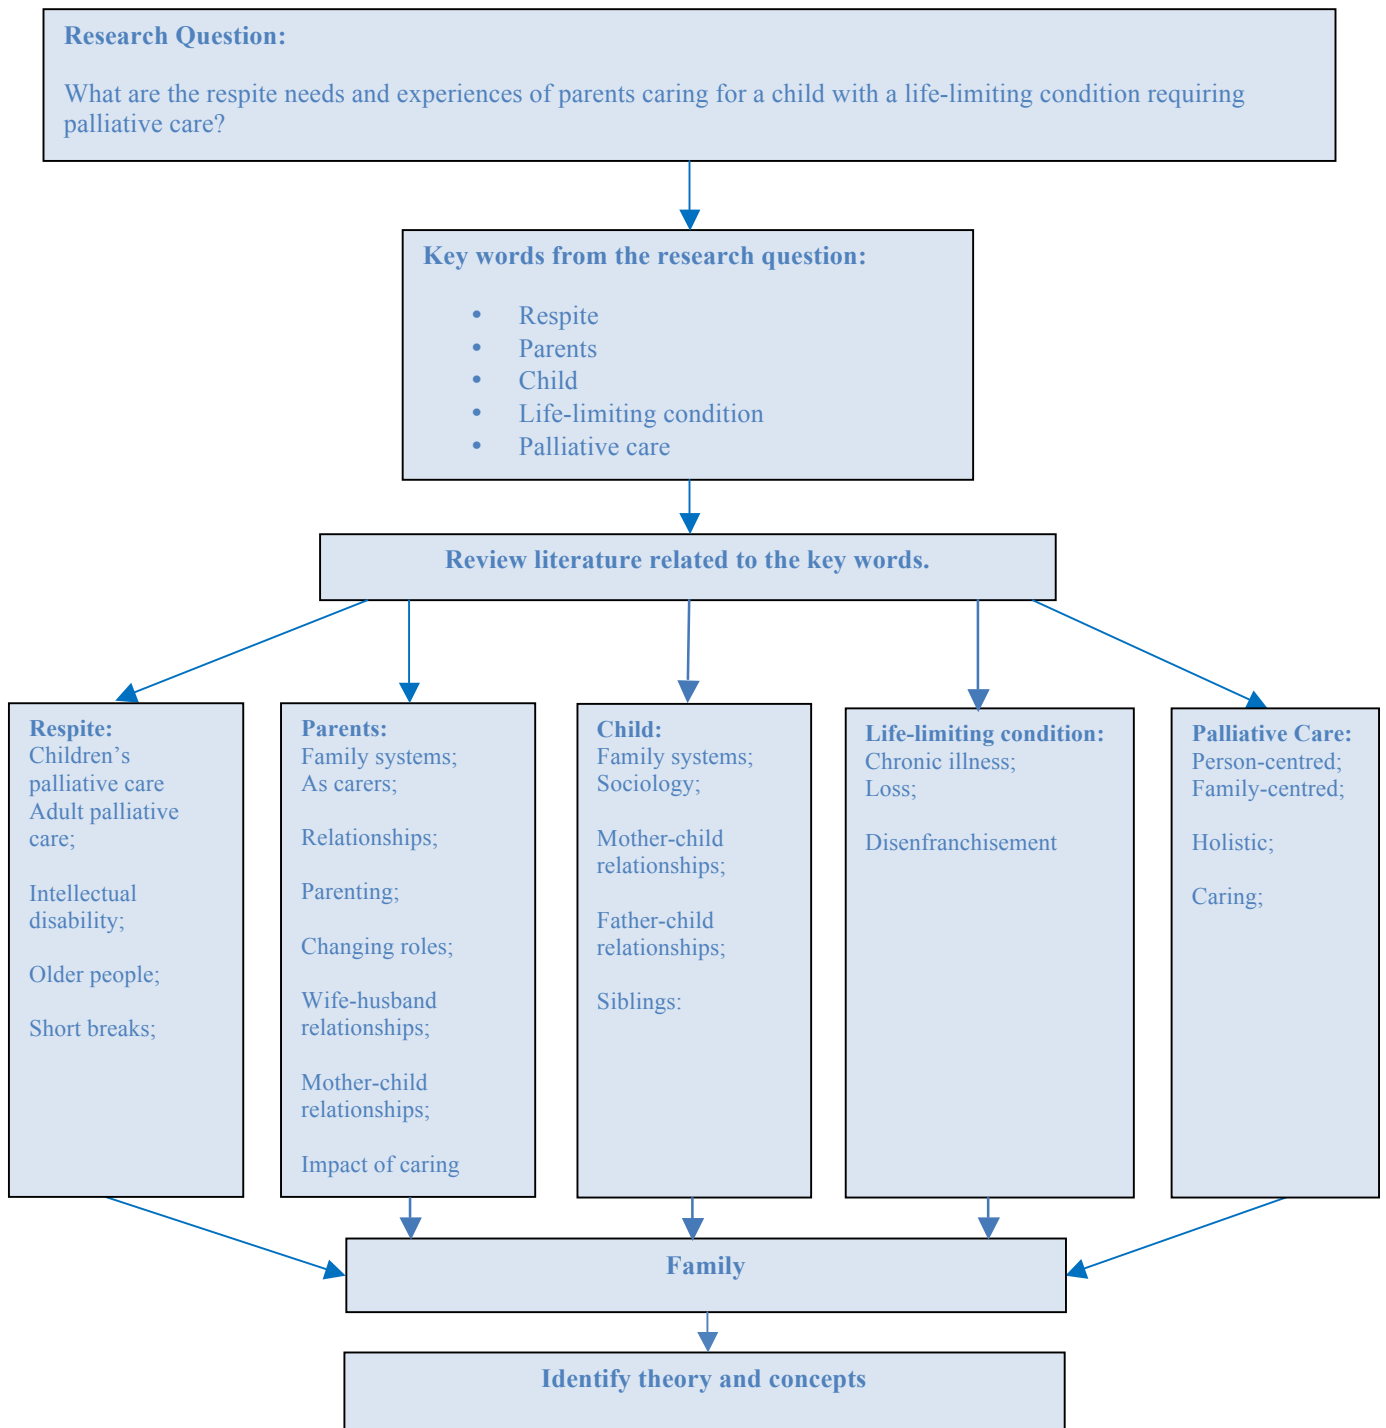 Research Question:
What are the respite needs and experiences of parents caring for a child with a life-limiting condition requiring
palliative care?
Key words from the research question:
• Respite
• Parents
• Child
• Life-limiting condition
• Palliative care
Review literature related to the key words.
Respite:
Children’s
palliative care
Adult palliative
care;
Intellectual
disability;
Older people;
Short breaks;
Parents:
Family systems;
As carers;
Relationships;
Parenting;
Changing roles;
Wife-husband
relationships;
Mother-child
relationships;
Impact of caring
Child:
Family systems;
Sociology;
Mother-child
relationships;
Father-child
relationships;
Siblings:
Life-limiting condition:
Chronic illness;
Loss;
Disenfranchisement
Palliative Care:
Person-centred;
Family-centred;
Holistic;
Caring;
Family
Identify theory and concepts